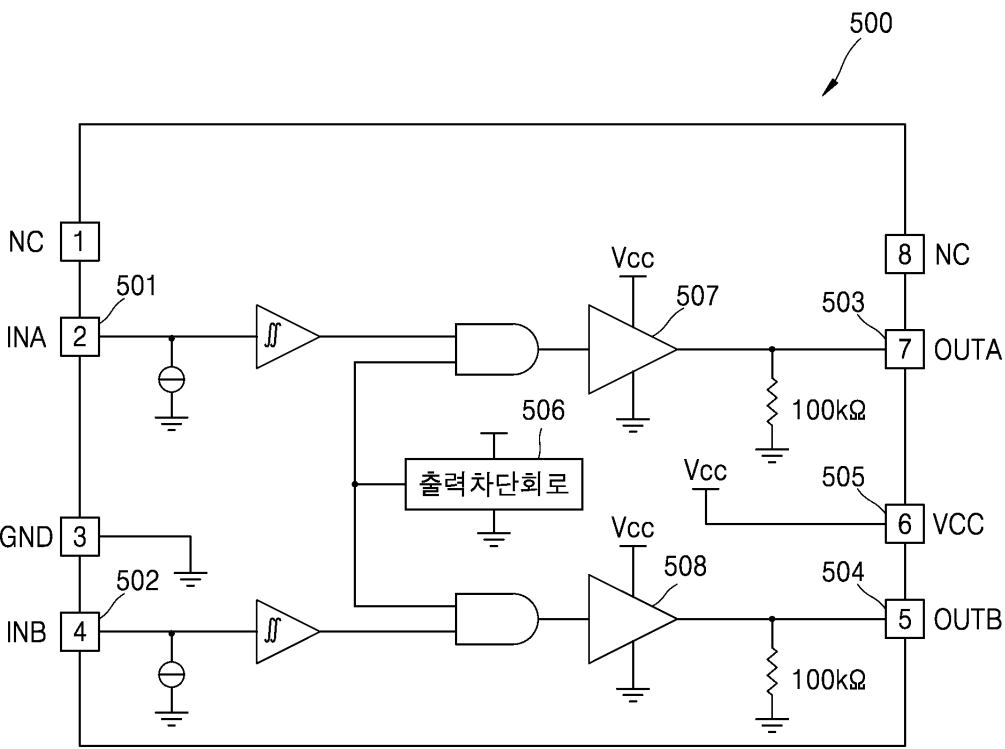 500
NC 1
8 NC
Vcc
501
507
503
INA 2
7 OUTA
506
100kΩ
출력차단회로
Vcc
505
GND 3
6 VCC
Vcc
502
508
504
INB 4
5 OUTB
100kΩ